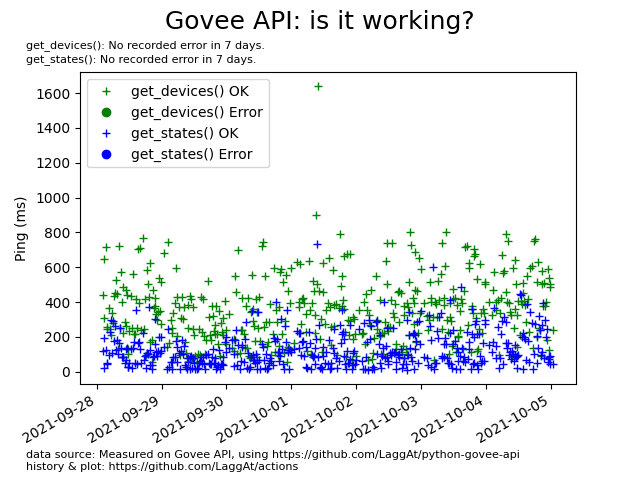 Govee API: is it working?
get_devices(): No recorded error in 7 days.
get_states(): No recorded error in 7 days.
get_devices() OK
get_devices() Error
get_states() OK
get_states() Error
Ping (ms)
1600
1400
1200
1000
800
600
400
200
0
2021-09-28
2021-09-29
2021-09-30
2021-10-01
2021-10-02
2021-10-03
2021-10-04
2021-10-05
data source: Measured on Govee API, using https://github.com/LaggAt/python-govee-api
history & plot: https://github.com/LaggAt/actions